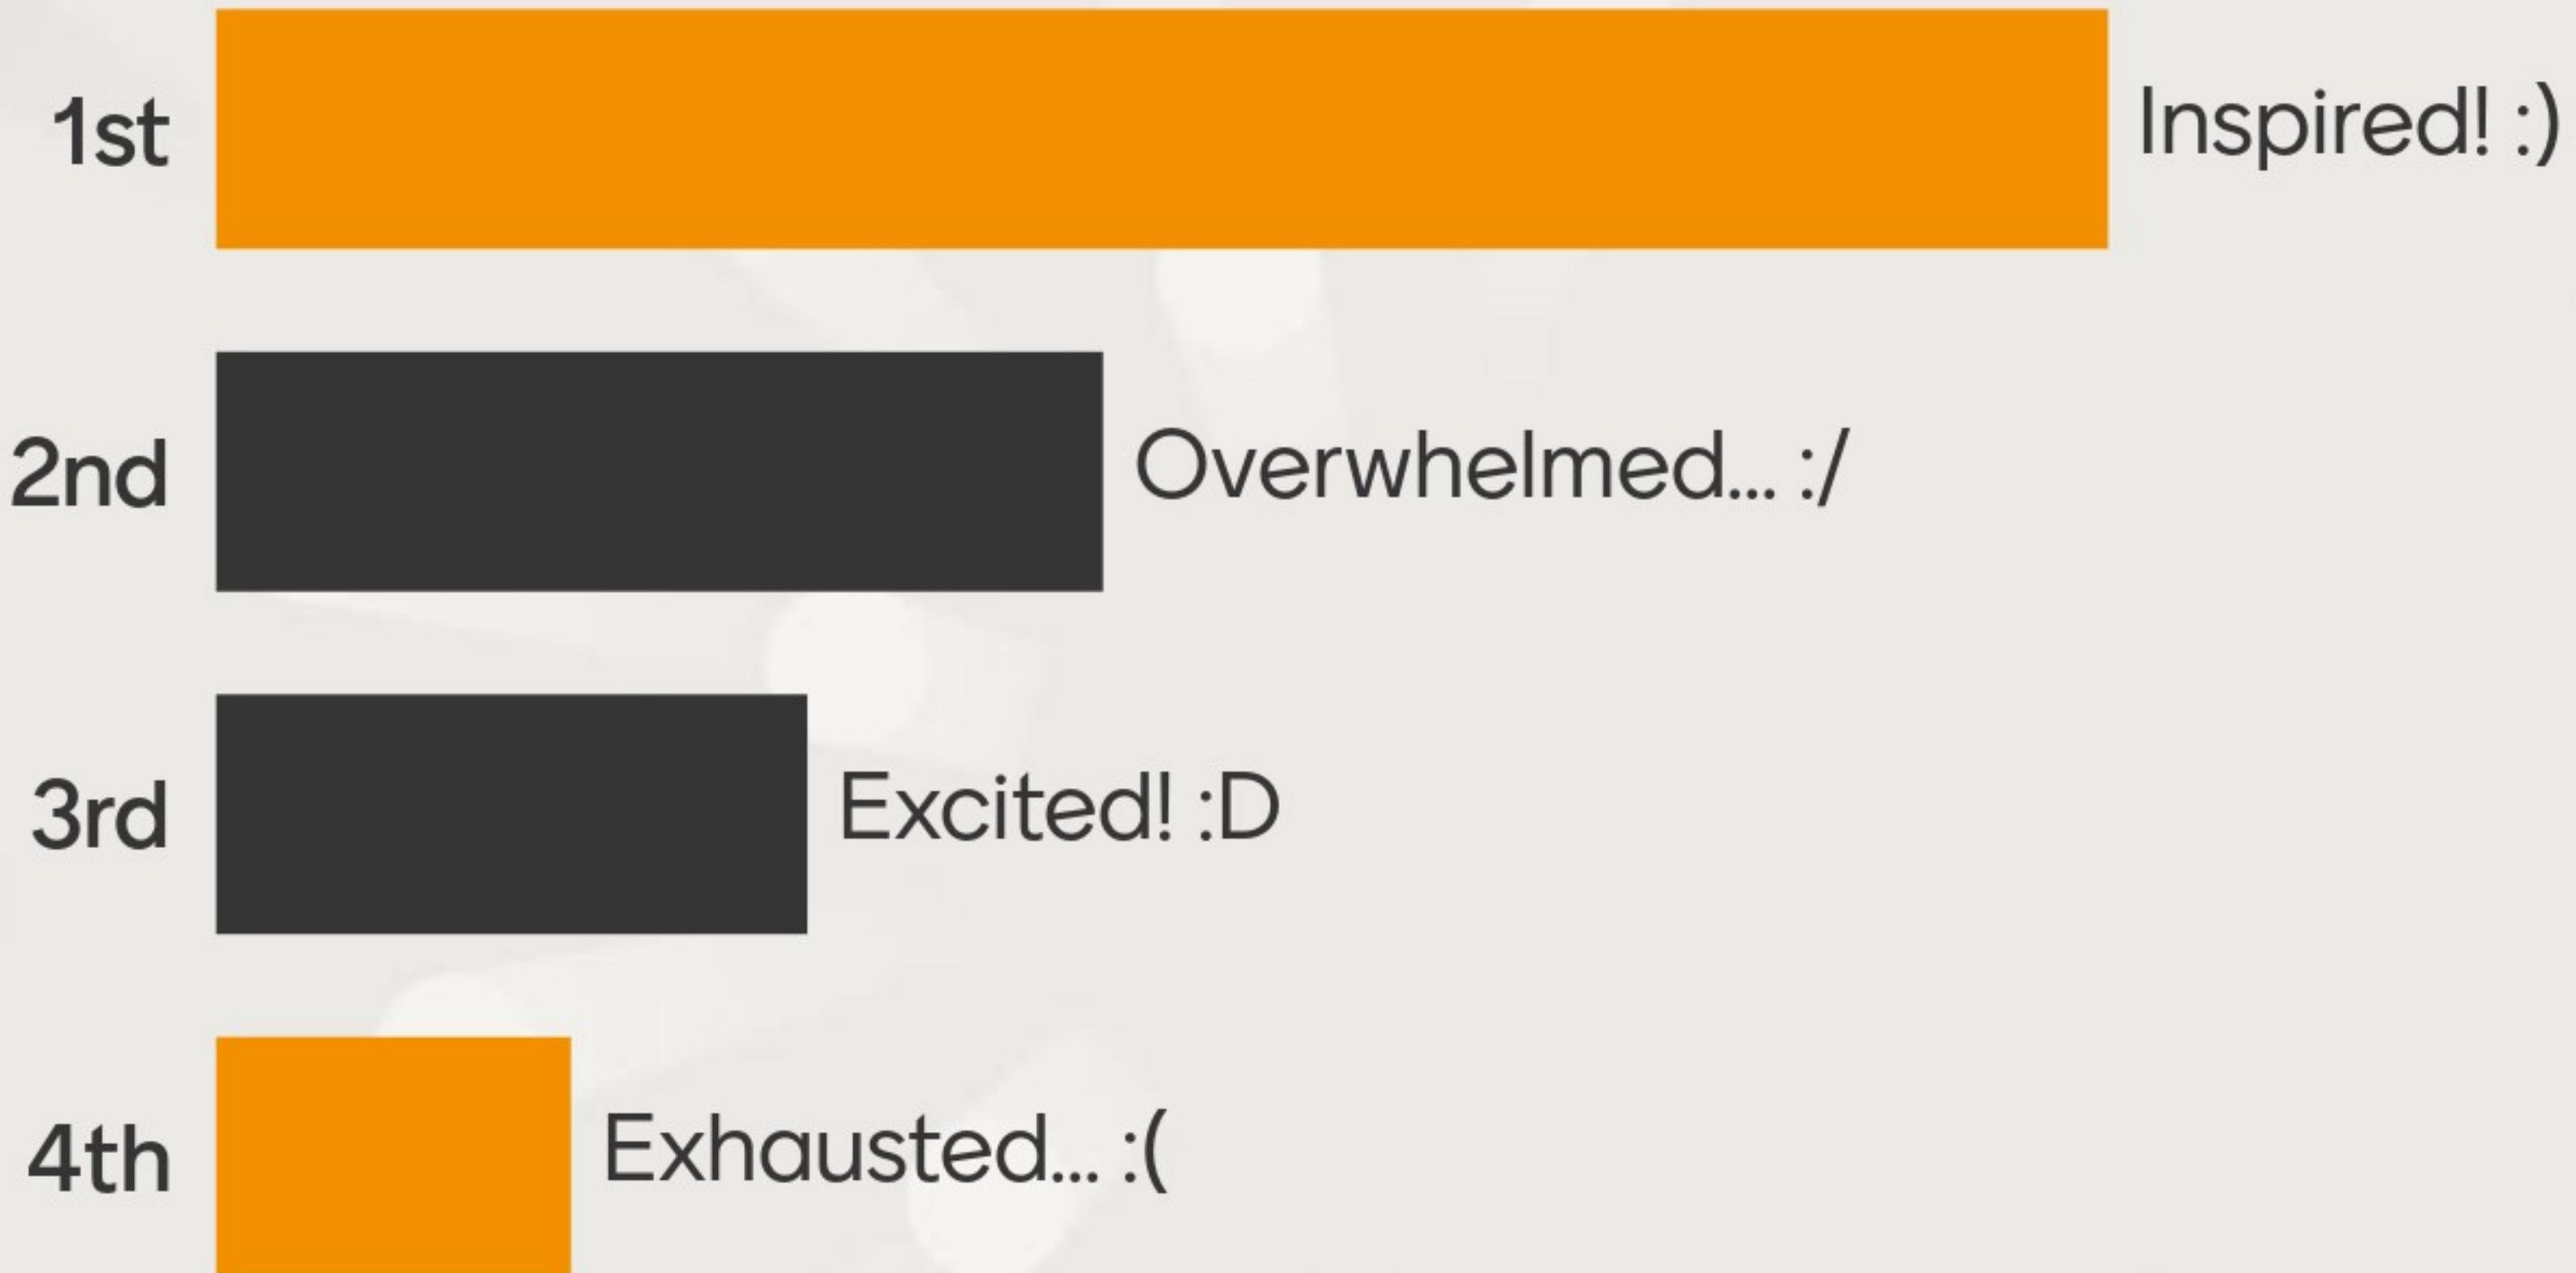 1st Inspired! :)
2nd Overwhelmed... :/
3rd Excited! :D
4th Exhausted... :(